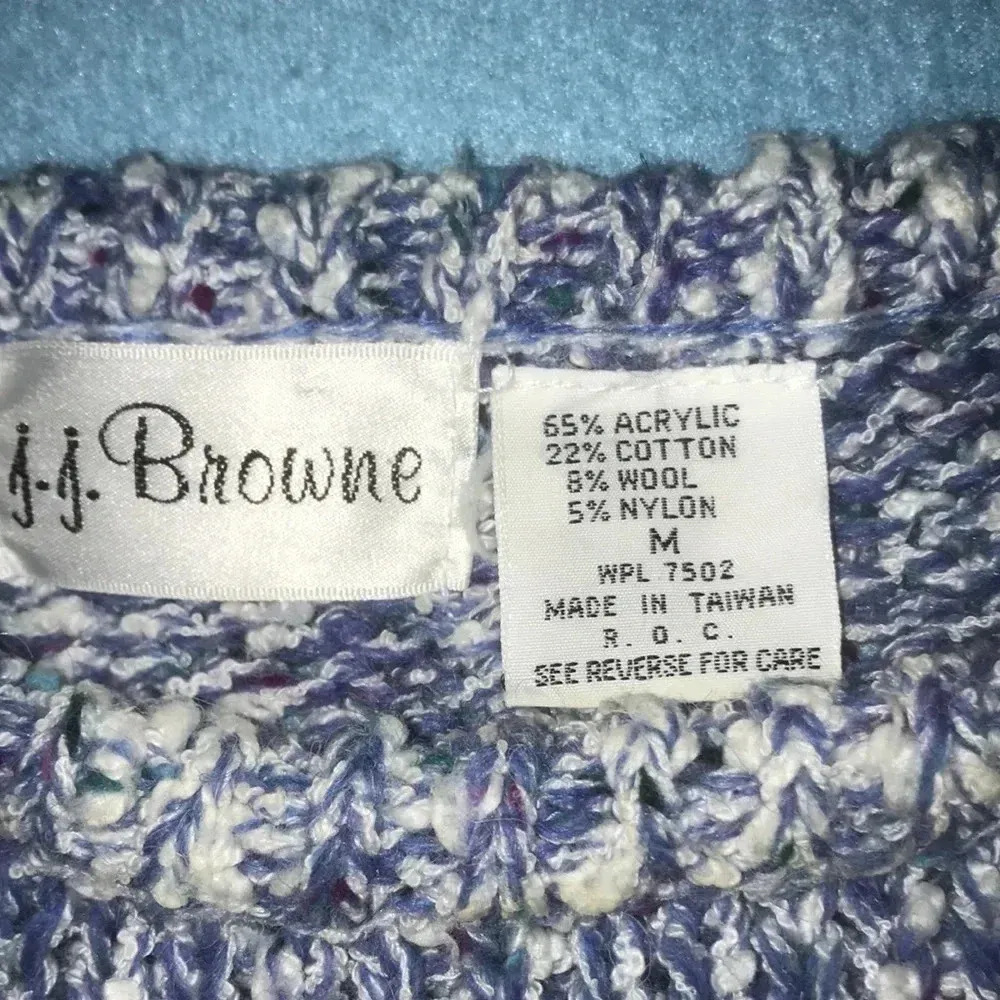 j.j. Browne
65% ACRYLIC
22% COTTON
8% WOOL
5% NYLON
M
WPL 7502
MADE IN TAIWAN
R. O. C.
SEE REVERSE FOR CARE